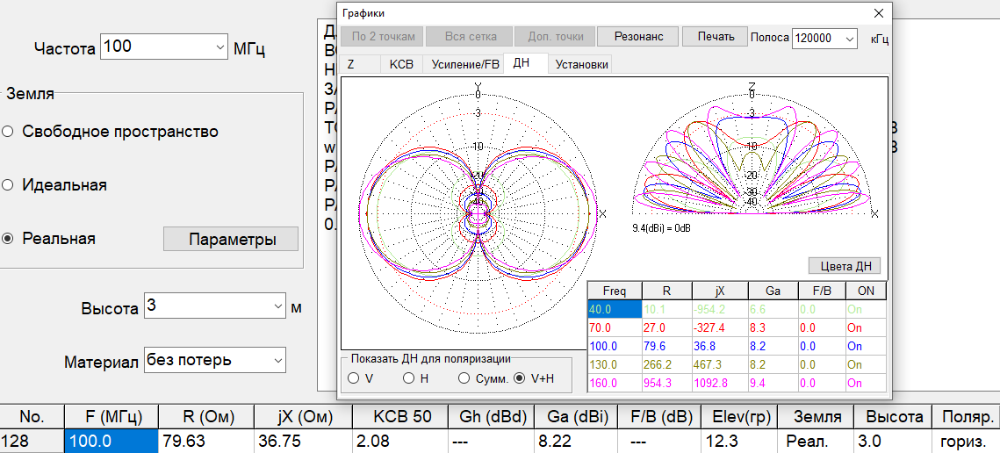 Частота 100 МГц
Земля
Свободное пространство
Идеальная
Реальная Параметры
Высота 3 м
Материал без потерь
Графики
По 2 точкам Вся сетка Доп. точки Резонанс Печать Полоса 120000 кГц
Z КСВ Усиление/FB ДН Установки
Y
0
-3
-10
-20
-30
-40
X
Z
0
-3
-10
-20
-30
-40
X
9.4(dBi) = 0dB
Цвета ДН
Freq R jX Ga F/B ON
40.0 10.1 -954.2 6.6 0.0 On
70.0 27.0 -327.4 8.3 0.0 On
100.0 79.6 36.8 8.2 0.0 On
130.0 266.2 467.3 8.2 0.0 On
160.0 954.3 1092.8 9.4 0.0 On
Показать ДН для поляризации
V H Сумм. V+H
No. F (МГц) R (Ом) jX (Ом) КСВ 50 Gh (dBd) Ga (dBi) F/B (dB) Elev(гр) Земля Высота Поляр.
128 100.0 79.63 36.75 2.08 --- 8.22 --- 12.3 Реал. 3.0 гориз.